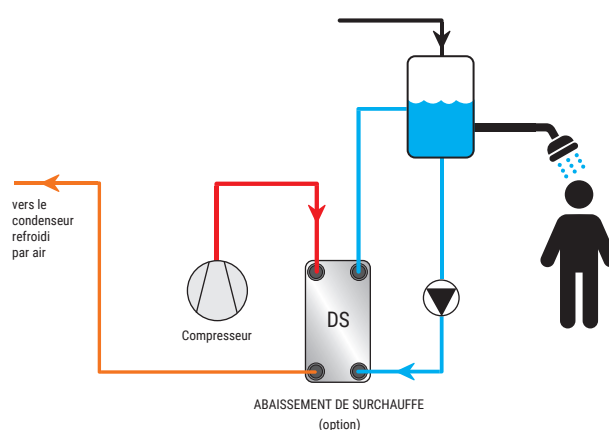 vers le
condenseur
refroidi
par air
Compresseur
DS
ABAISSEMENT DE SURCHAUFFE
(option)